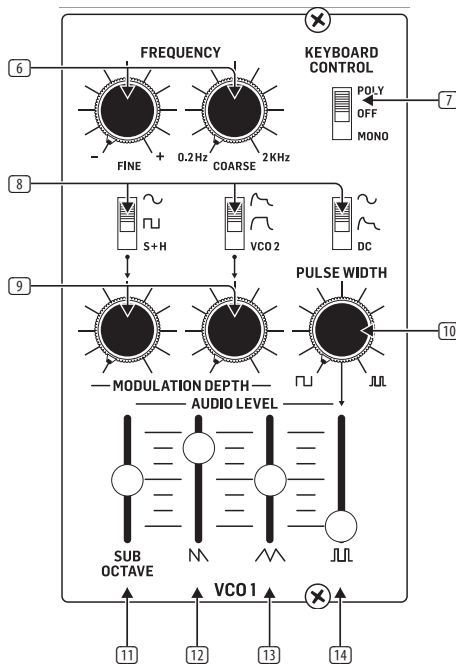 FREQUENCY
KEYBOARD
CONTROL
6
POLY
7
OFF
MONO
- FINE +
0.2Hz COARSE 2KHz
8
S+H
VCO 2
DC
PULSE WIDTH
9
10
MODULATION DEPTH
AUDIO LEVEL
SUB
OCTAVE
VCO 1
11
12
13
14